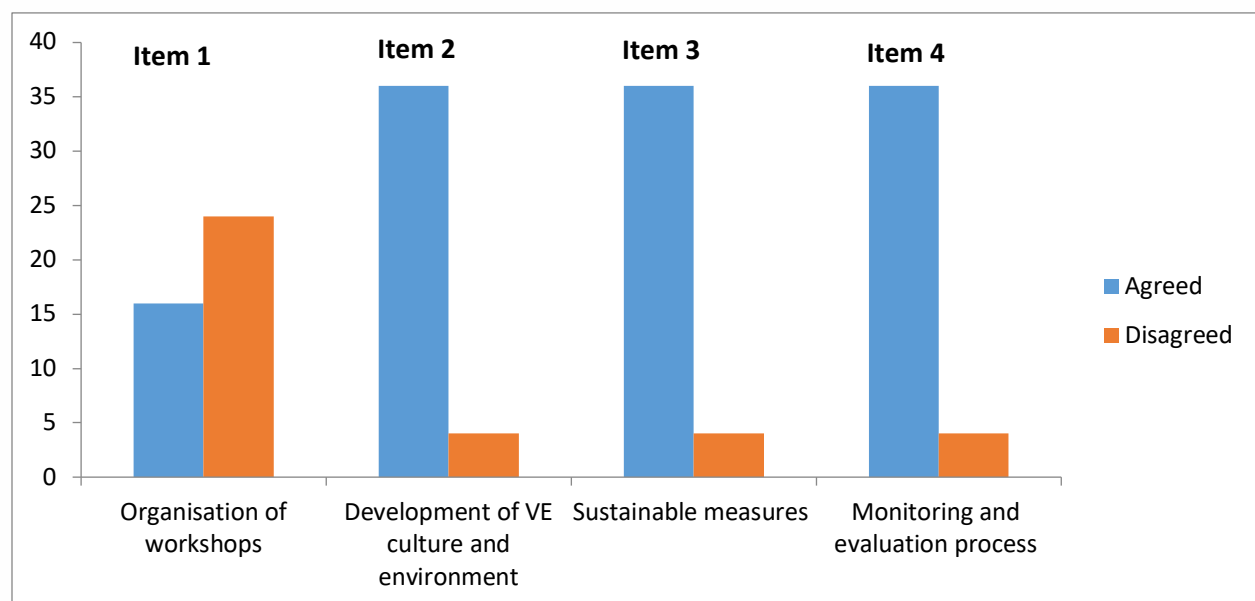 40
35
30
25
20
15
10
5
0
Item 1
Item 2
Item 3
Item 4
Organisation of
workshops
Development of VE
culture and
environment
Sustainable measures
Monitoring and
evaluation process
Agreed
Disagreed